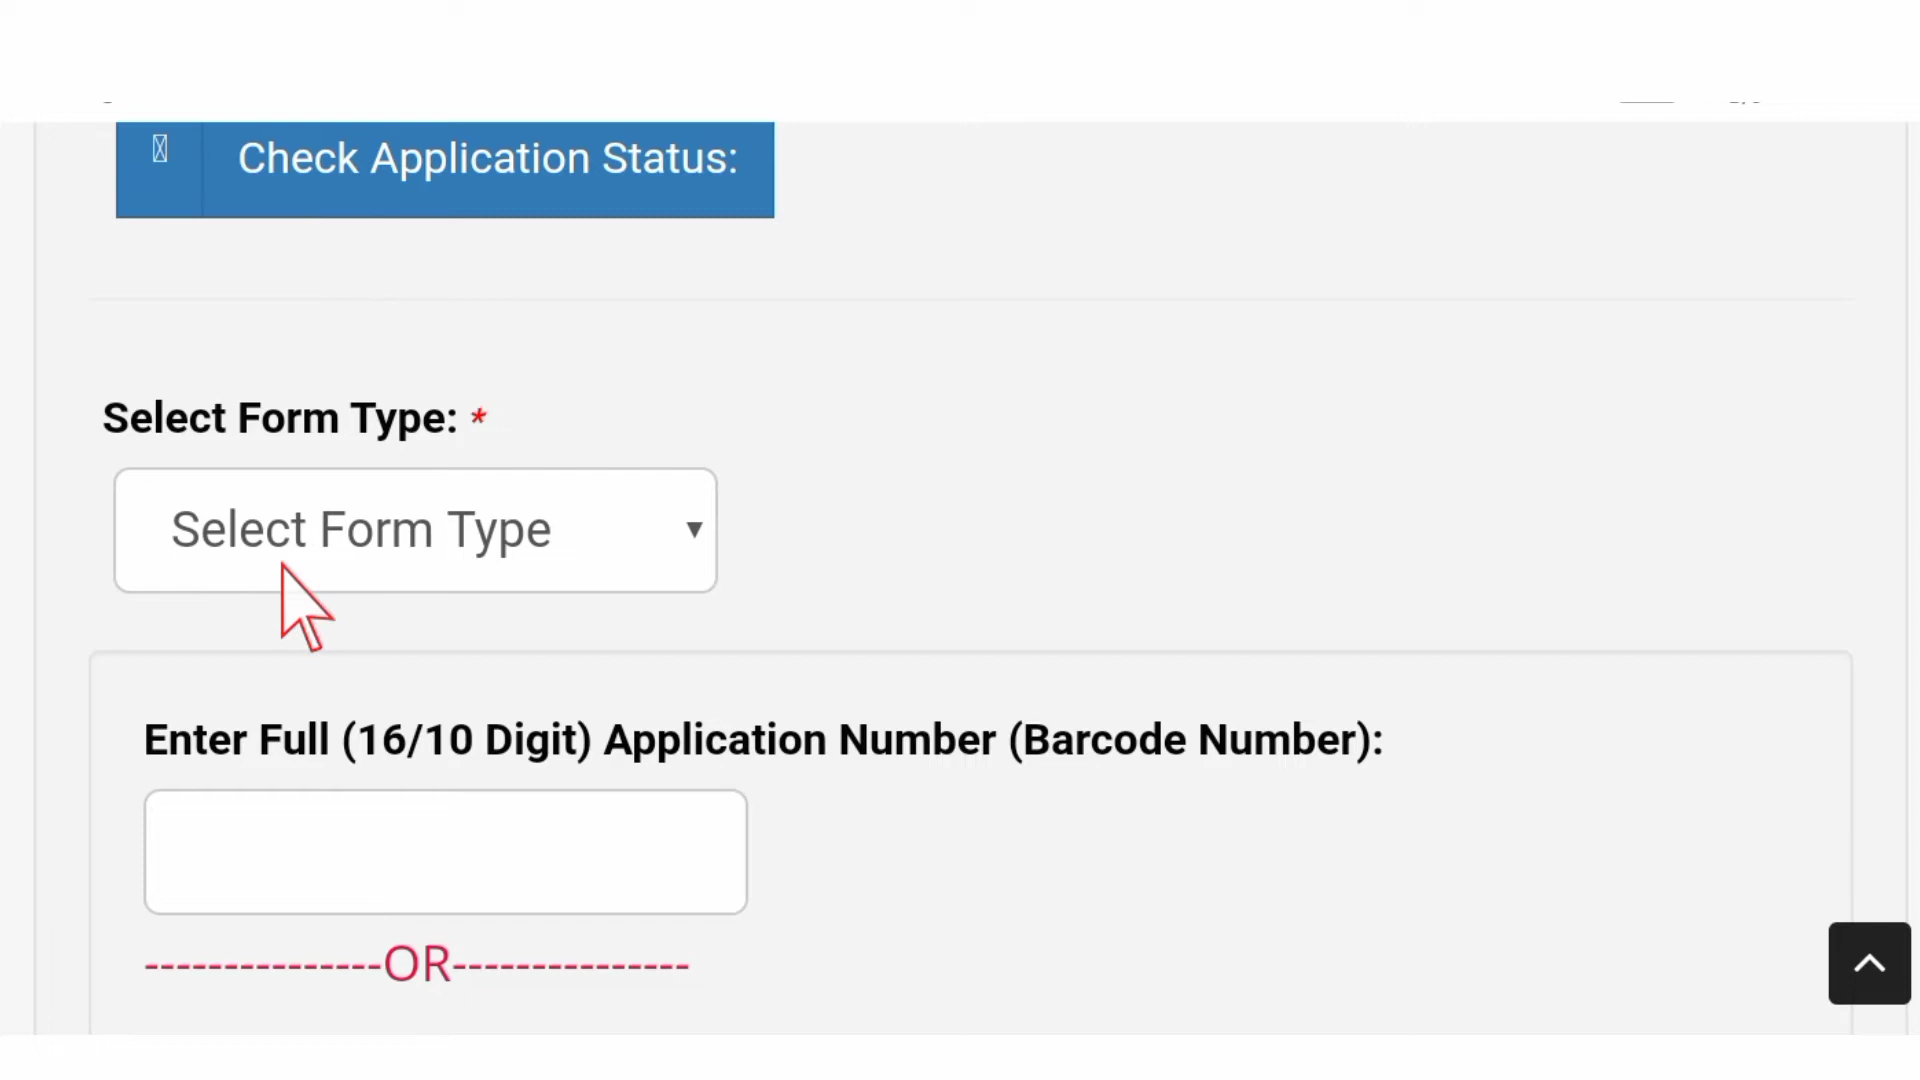 Check Application Status:
Select Form Type: *
Select Form Type
Enter Full (16/10 Digit) Application Number (Barcode Number):
---------------OR---------------